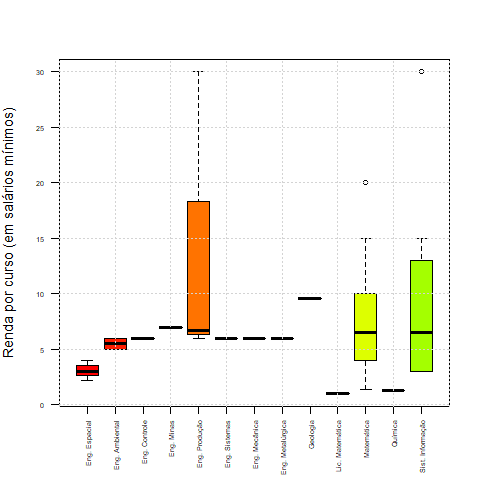 Renda por curso (em salários mínimos)
30
25
20
15
10
5
0
Eng. Especial
Eng. Ambiental
Eng. Controle
Eng. Minas
Eng. Produção
Eng. Sistemas
Eng. Mecânica
Eng. Metalúrgica
Geologia
Lic. Matemática
Matemática
Química
Sist. Informação